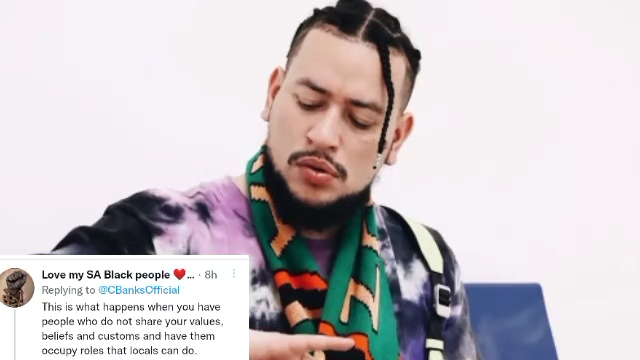 Love my SA Black people ❤️... · 8h
Replying to @CBanksOfficial
This is what happens when you have
people who do not share your values,
beliefs and customs and have them
occupy roles that locals can do.